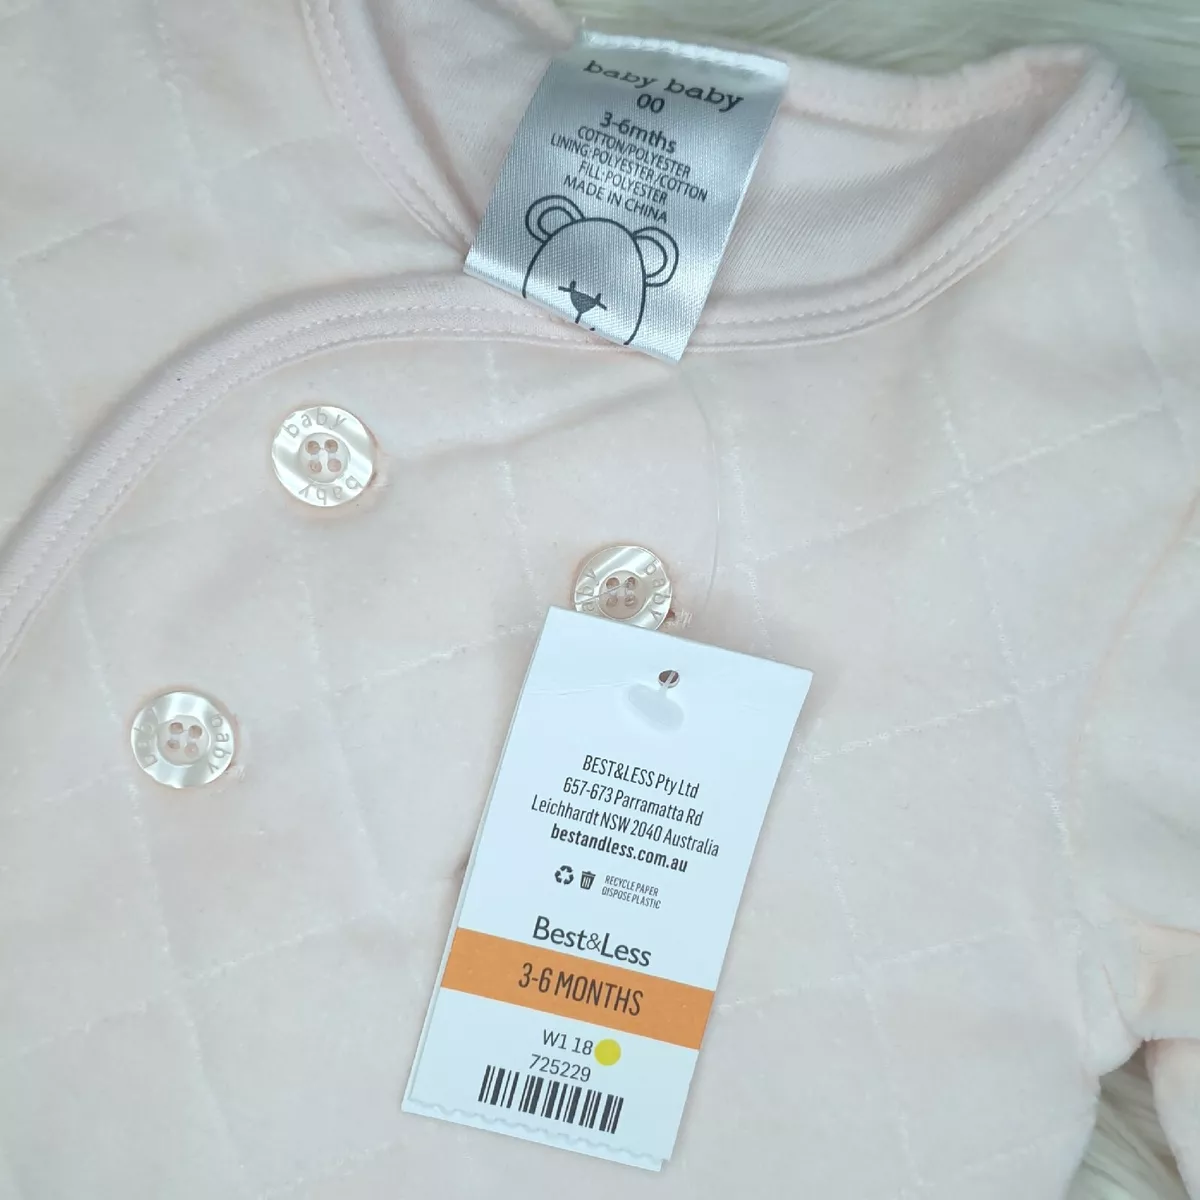 baby baby
00
3-6mths
COTTON/POLYESTER
LINING:POLYESTER/COTTON
FILL:POLYESTER
MADE IN CHINA
baby
baby
baby
baby
baby
baby
BEST&LESS Pty Ltd
657-673 Parramatta Rd
Leichhardt NSW 2040 Australia
bestandless.com.au
RECYCLE PAPER
DISPOSE PLASTIC
Best&Less
3-6 MONTHS
W1 18
725229